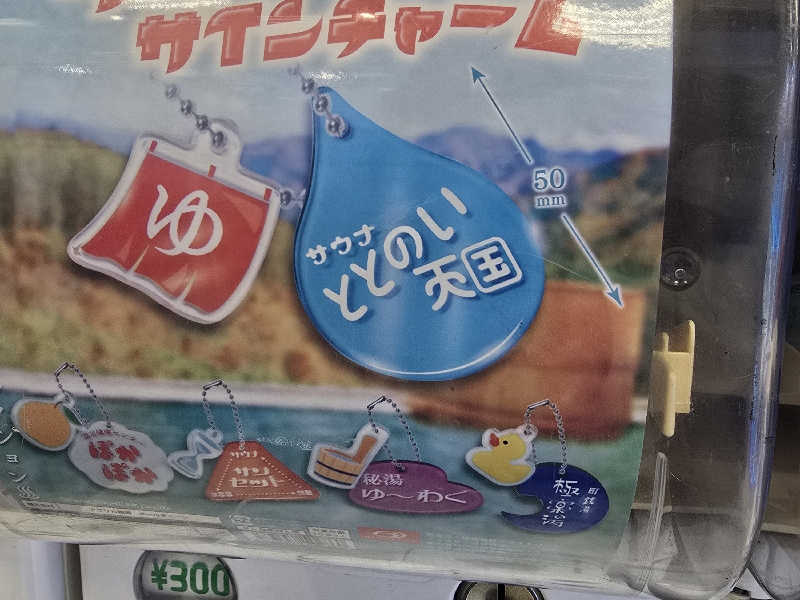 サインチャーム
ゆ
サウナ
ととのい
天国
50
mm
ぽか
ぽか
サウナ
サン
セット
秘湯
ゆ〜わく
極楽湯
¥300